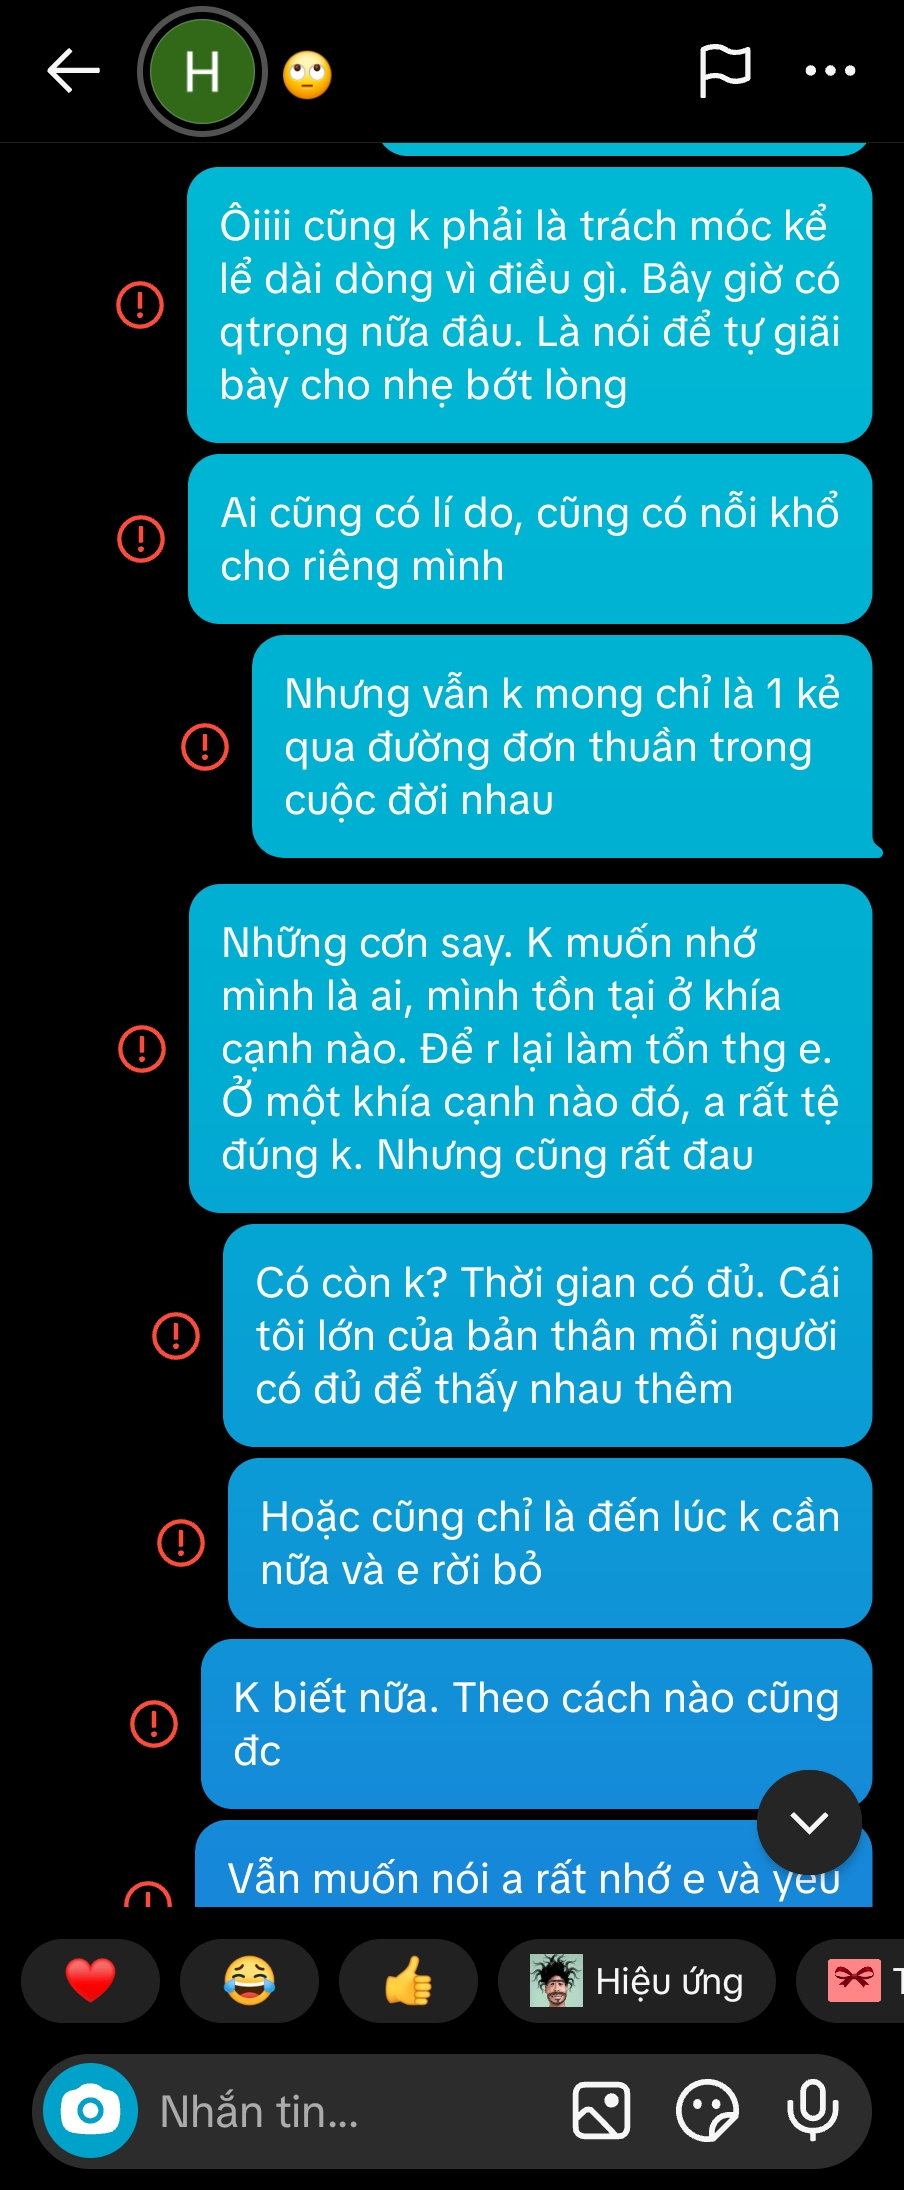 H 🙄
Ôiiii cũng k phải là trách móc kể
lể dài dòng vì điều gì. Bây giờ có
qtrọng nữa đâu. Là nói để tự giãi
bày cho nhẹ bớt lòng
Ai cũng có lí do, cũng có nỗi khổ
cho riêng mình
Nhưng vẫn k mong chỉ là 1 kẻ
qua đường đơn thuần trong
cuộc đời nhau
Những cơn say. K muốn nhớ
mình là ai, mình tồn tại ở khía
cạnh nào. Để r lại làm tổn thg e.
Ở một khía cạnh nào đó, a rất tệ
đúng k. Nhưng cũng rất đau
Có còn k? Thời gian có đủ. Cái
tôi lớn của bản thân mỗi người
có đủ để thấy nhau thêm
Hoặc cũng chỉ là đến lúc k cần
nữa và e rời bỏ
K biết nữa. Theo cách nào cũng
đc
Vẫn muốn nói a rất nhớ e và yêu
Hiệu ứng
Nhắn tin...